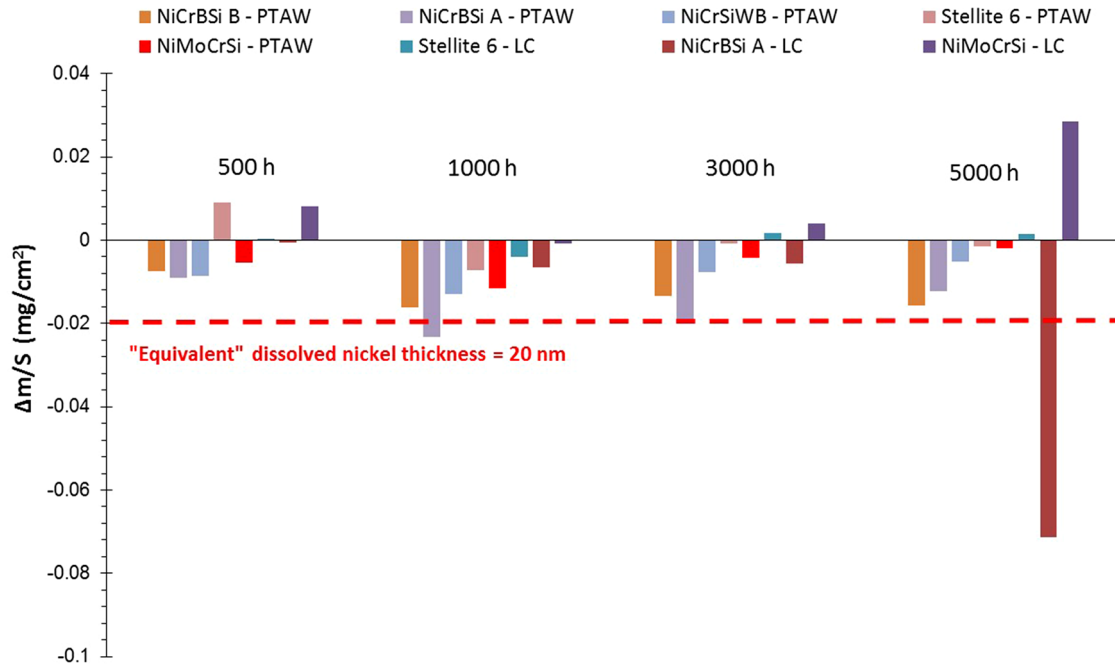 NiCrBSi B - PTAW NiCrBSi A - PTAW NiCrSiWB - PTAW Stellite 6 - PTAW
NiMoCrSi - PTAW Stellite 6 - LC NiCrBSi A - LC NiMoCrSi - LC
0.04
0.02
500 h 1000 h 3000 h 5000 h
0
-0.02
"Equivalent" dissolved nickel thickness = 20 nm
-0.04
-0.06
-0.08
-0.1
Δm/S (mg/cm²)